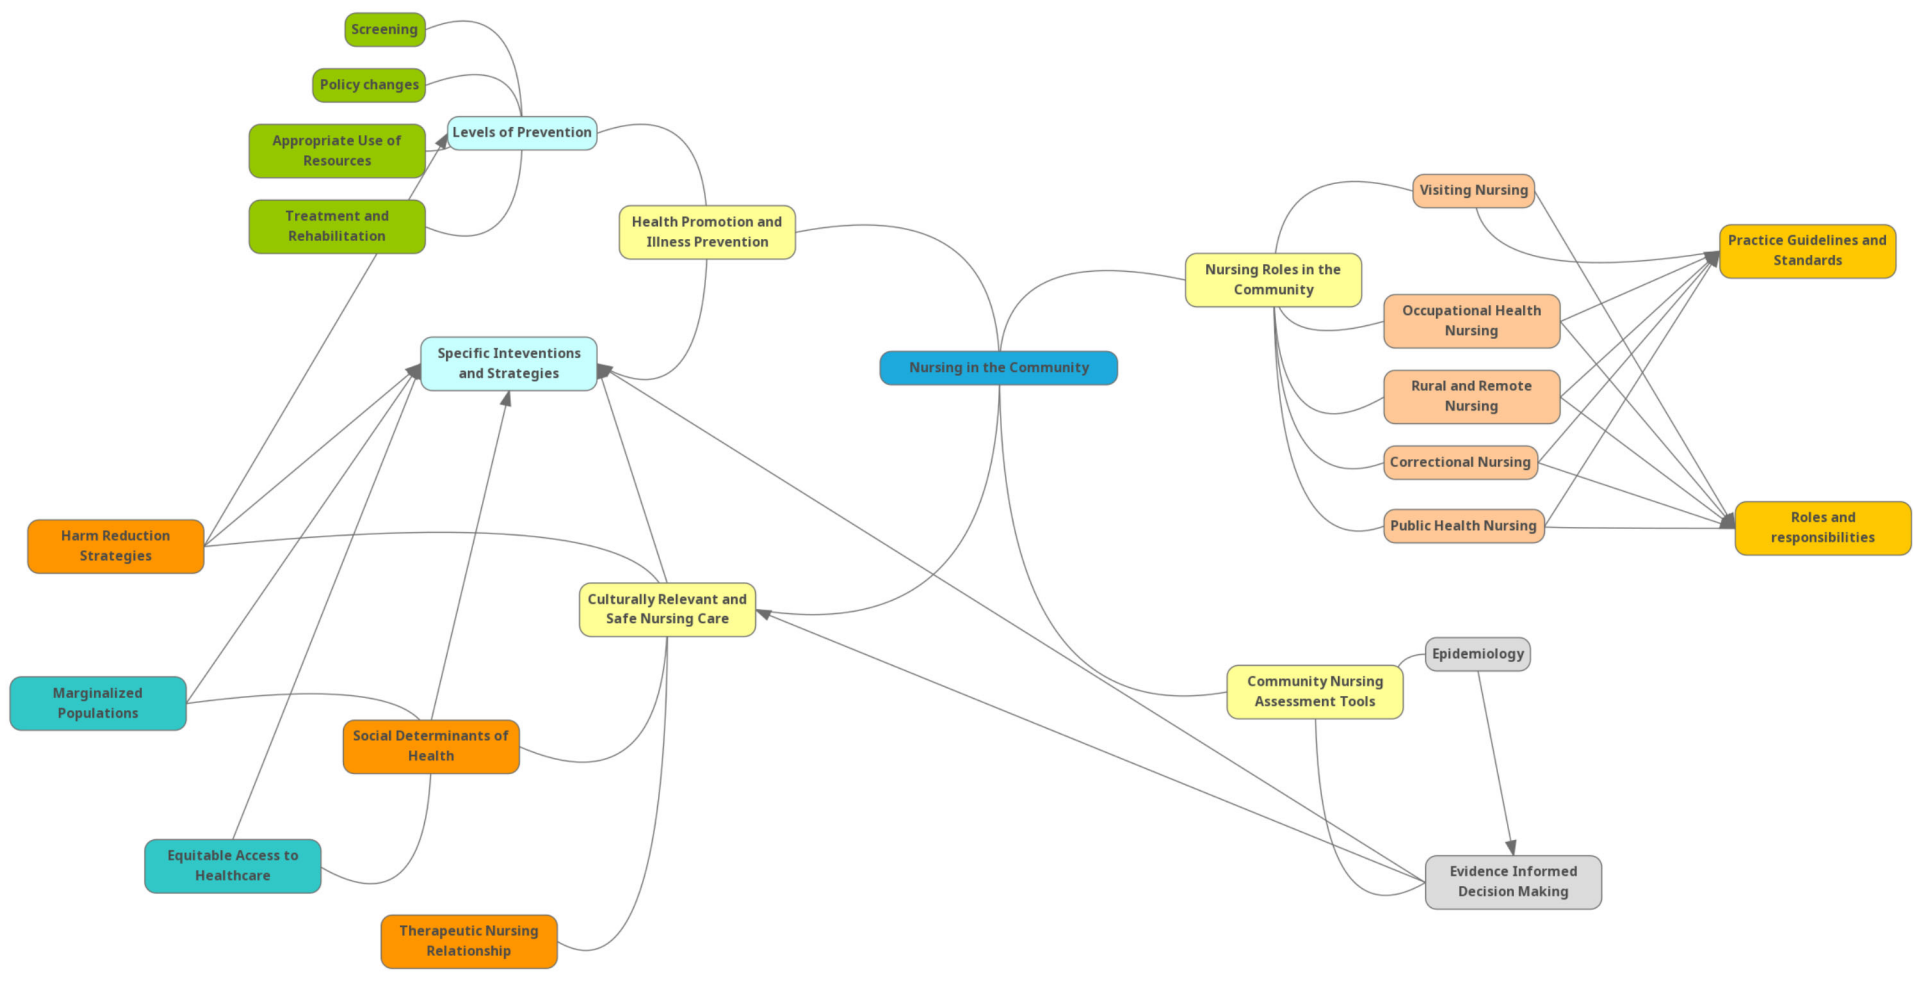 Screening
Policy changes
Appropriate Use of
Resources
Treatment and
Rehabilitation
Levels of Prevention
Health Promotion and
Illness Prevention
Specific Inteventions
and Strategies
Nursing in the Community
Nursing Roles in the
Community
Visiting Nursing
Occupational Health
Nursing
Rural and Remote
Nursing
Correctional Nursing
Public Health Nursing
Practice Guidelines and
Standards
Roles and
responsibilities
Harm Reduction
Strategies
Culturally Relevant and
Safe Nursing Care
Marginalized
Populations
Social Determinants of
Health
Equitable Access to
Healthcare
Therapeutic Nursing
Relationship
Community Nursing
Assessment Tools
Epidemiology
Evidence Informed
Decision Making